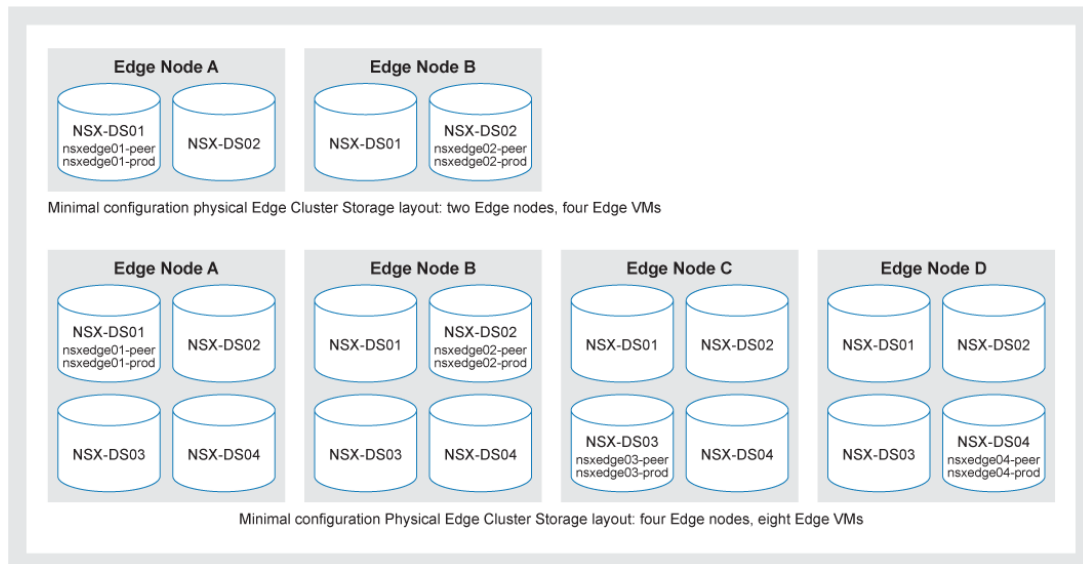 Edge Node A
Edge Node B
NSX-DS01
nsxedge01-peer
nsxedge01-prod
NSX-DS02
NSX-DS01
NSX-DS02
nsxedge02-peer
nsxedge02-prod
Minimal configuration physical Edge Cluster Storage layout: two Edge nodes, four Edge VMs
Edge Node A
NSX-DS01
nsxedge01-peer
nsxedge01-prod
NSX-DS02
NSX-DS03
NSX-DS04
Edge Node B
NSX-DS01
NSX-DS02
nsxedge02-peer
nsxedge02-prod
NSX-DS03
NSX-DS04
Edge Node C
NSX-DS01
NSX-DS02
NSX-DS03
nsxedge03-peer
nsxedge03-prod
NSX-DS04
Edge Node D
NSX-DS01
NSX-DS02
NSX-DS03
NSX-DS04
nsxedge04-peer
nsxedge04-prod
Minimal configuration Physical Edge Cluster Storage layout: four Edge nodes, eight Edge VMs